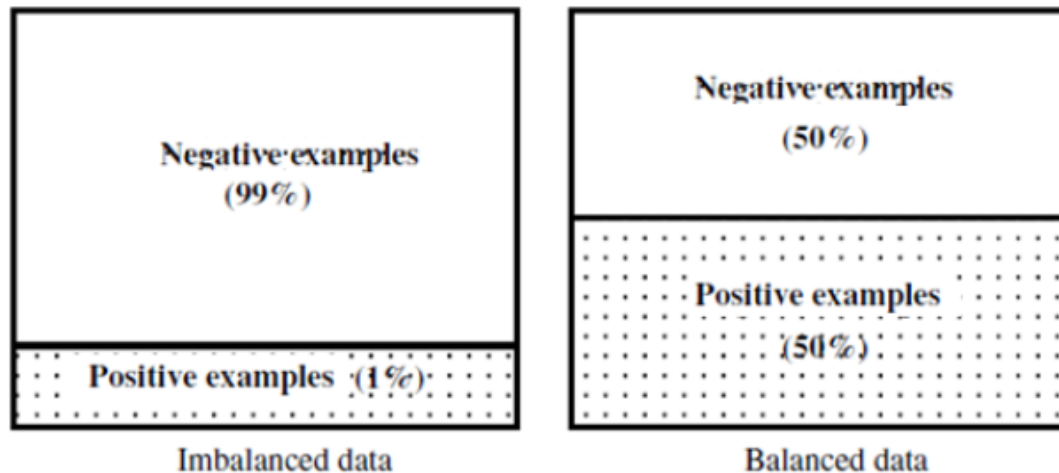 Negative examples
(99%)
Positive examples (1%)
Imbalanced data
Negative examples
(50%)
Positive examples
(50%)
Balanced data